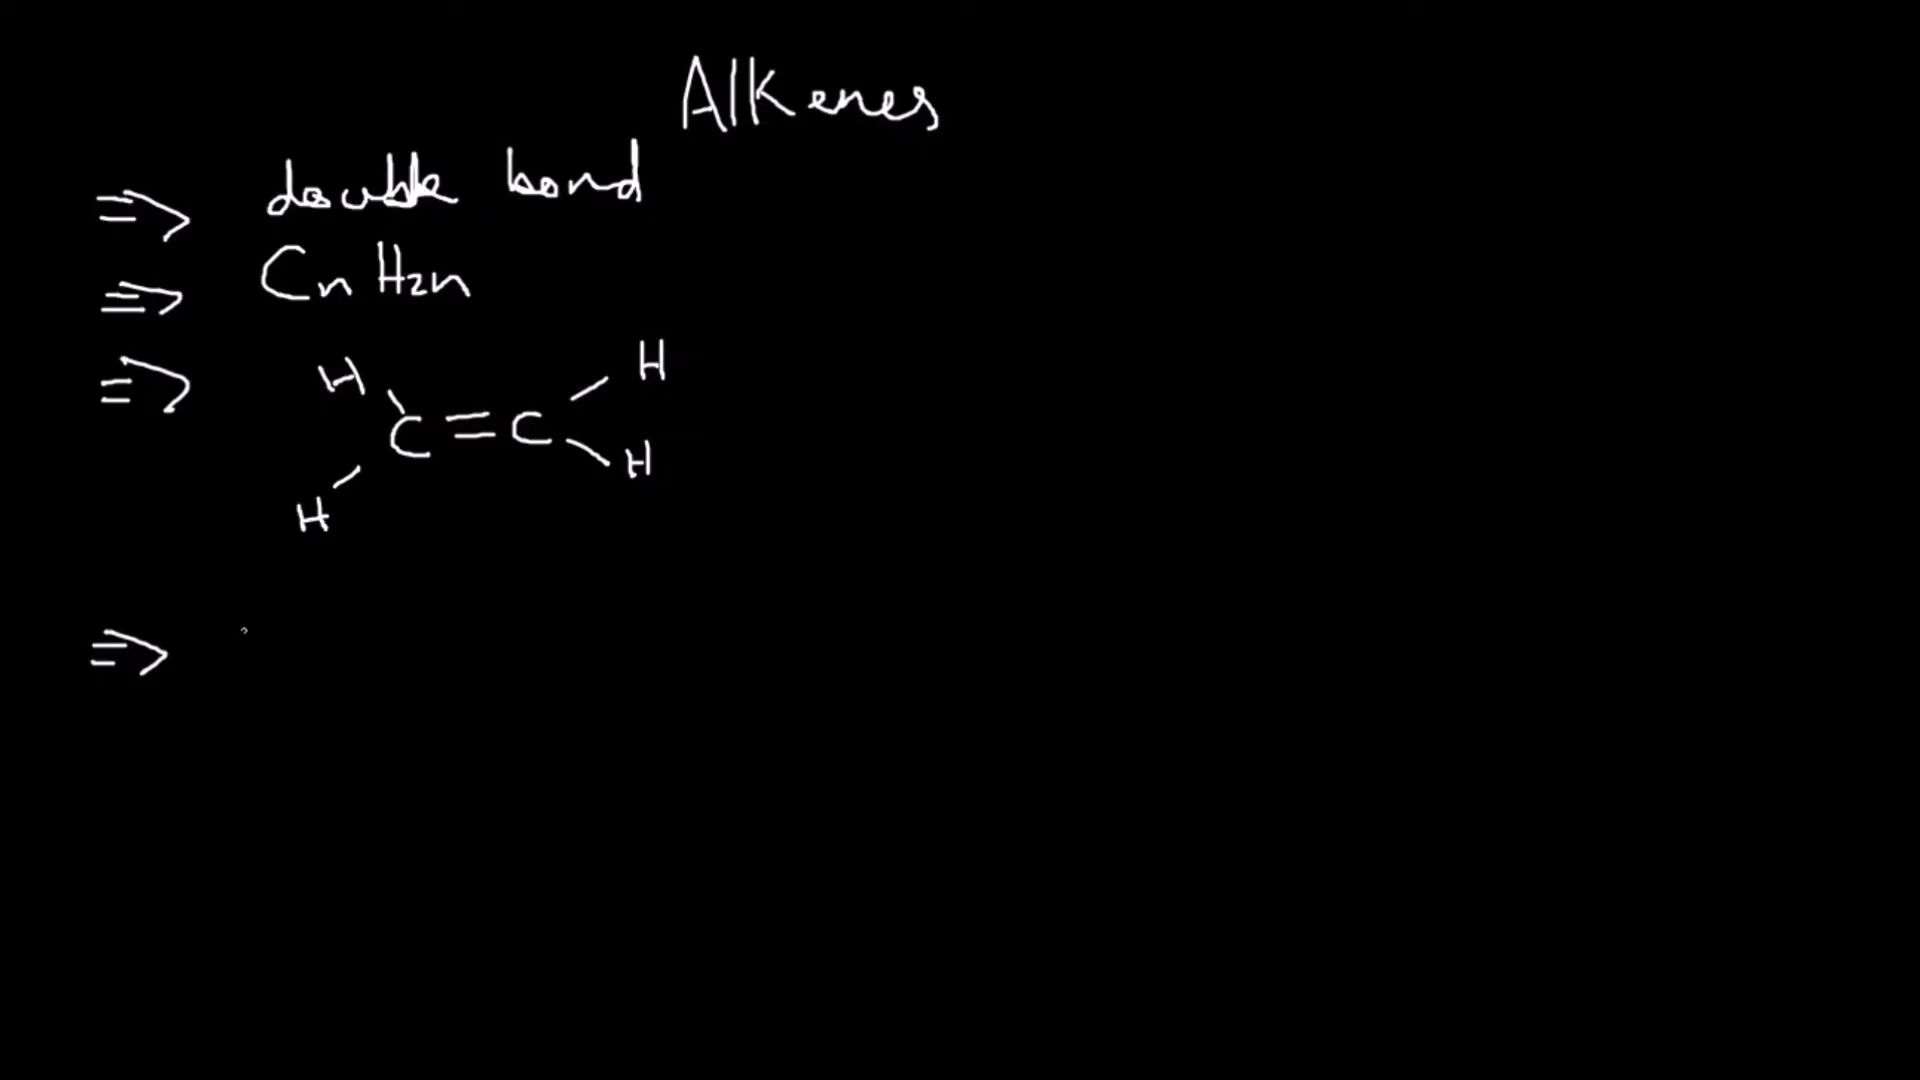 Alkenes
=> double bond
=> CnH2n
=> H H
C = C
H H
=>